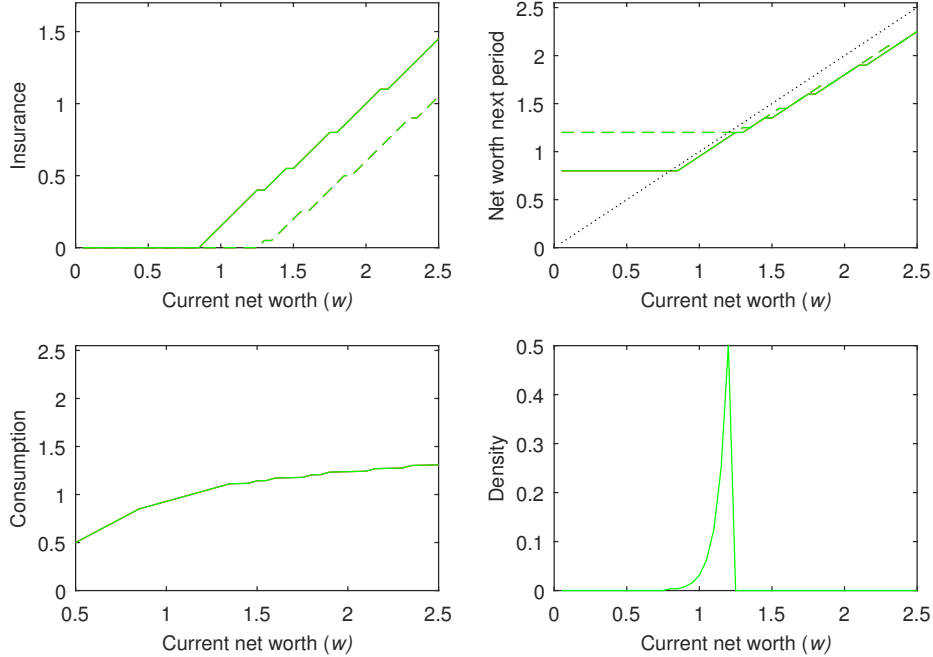 1.5
1
0.5
0
Insurance
0 0.5 1 1.5 2 2.5
Current net worth (w)
2.5
2
1.5
1
0.5
0
Net worth next period
0 0.5 1 1.5 2 2.5
Current net worth (w)
2.5
2
1.5
1
0.5
0
Consumption
0.5 1 1.5 2 2.5
Current net worth (w)
0.5
0.4
0.3
0.2
0.1
0
Density
0 0.5 1 1.5 2 2.5
Current net worth (w)